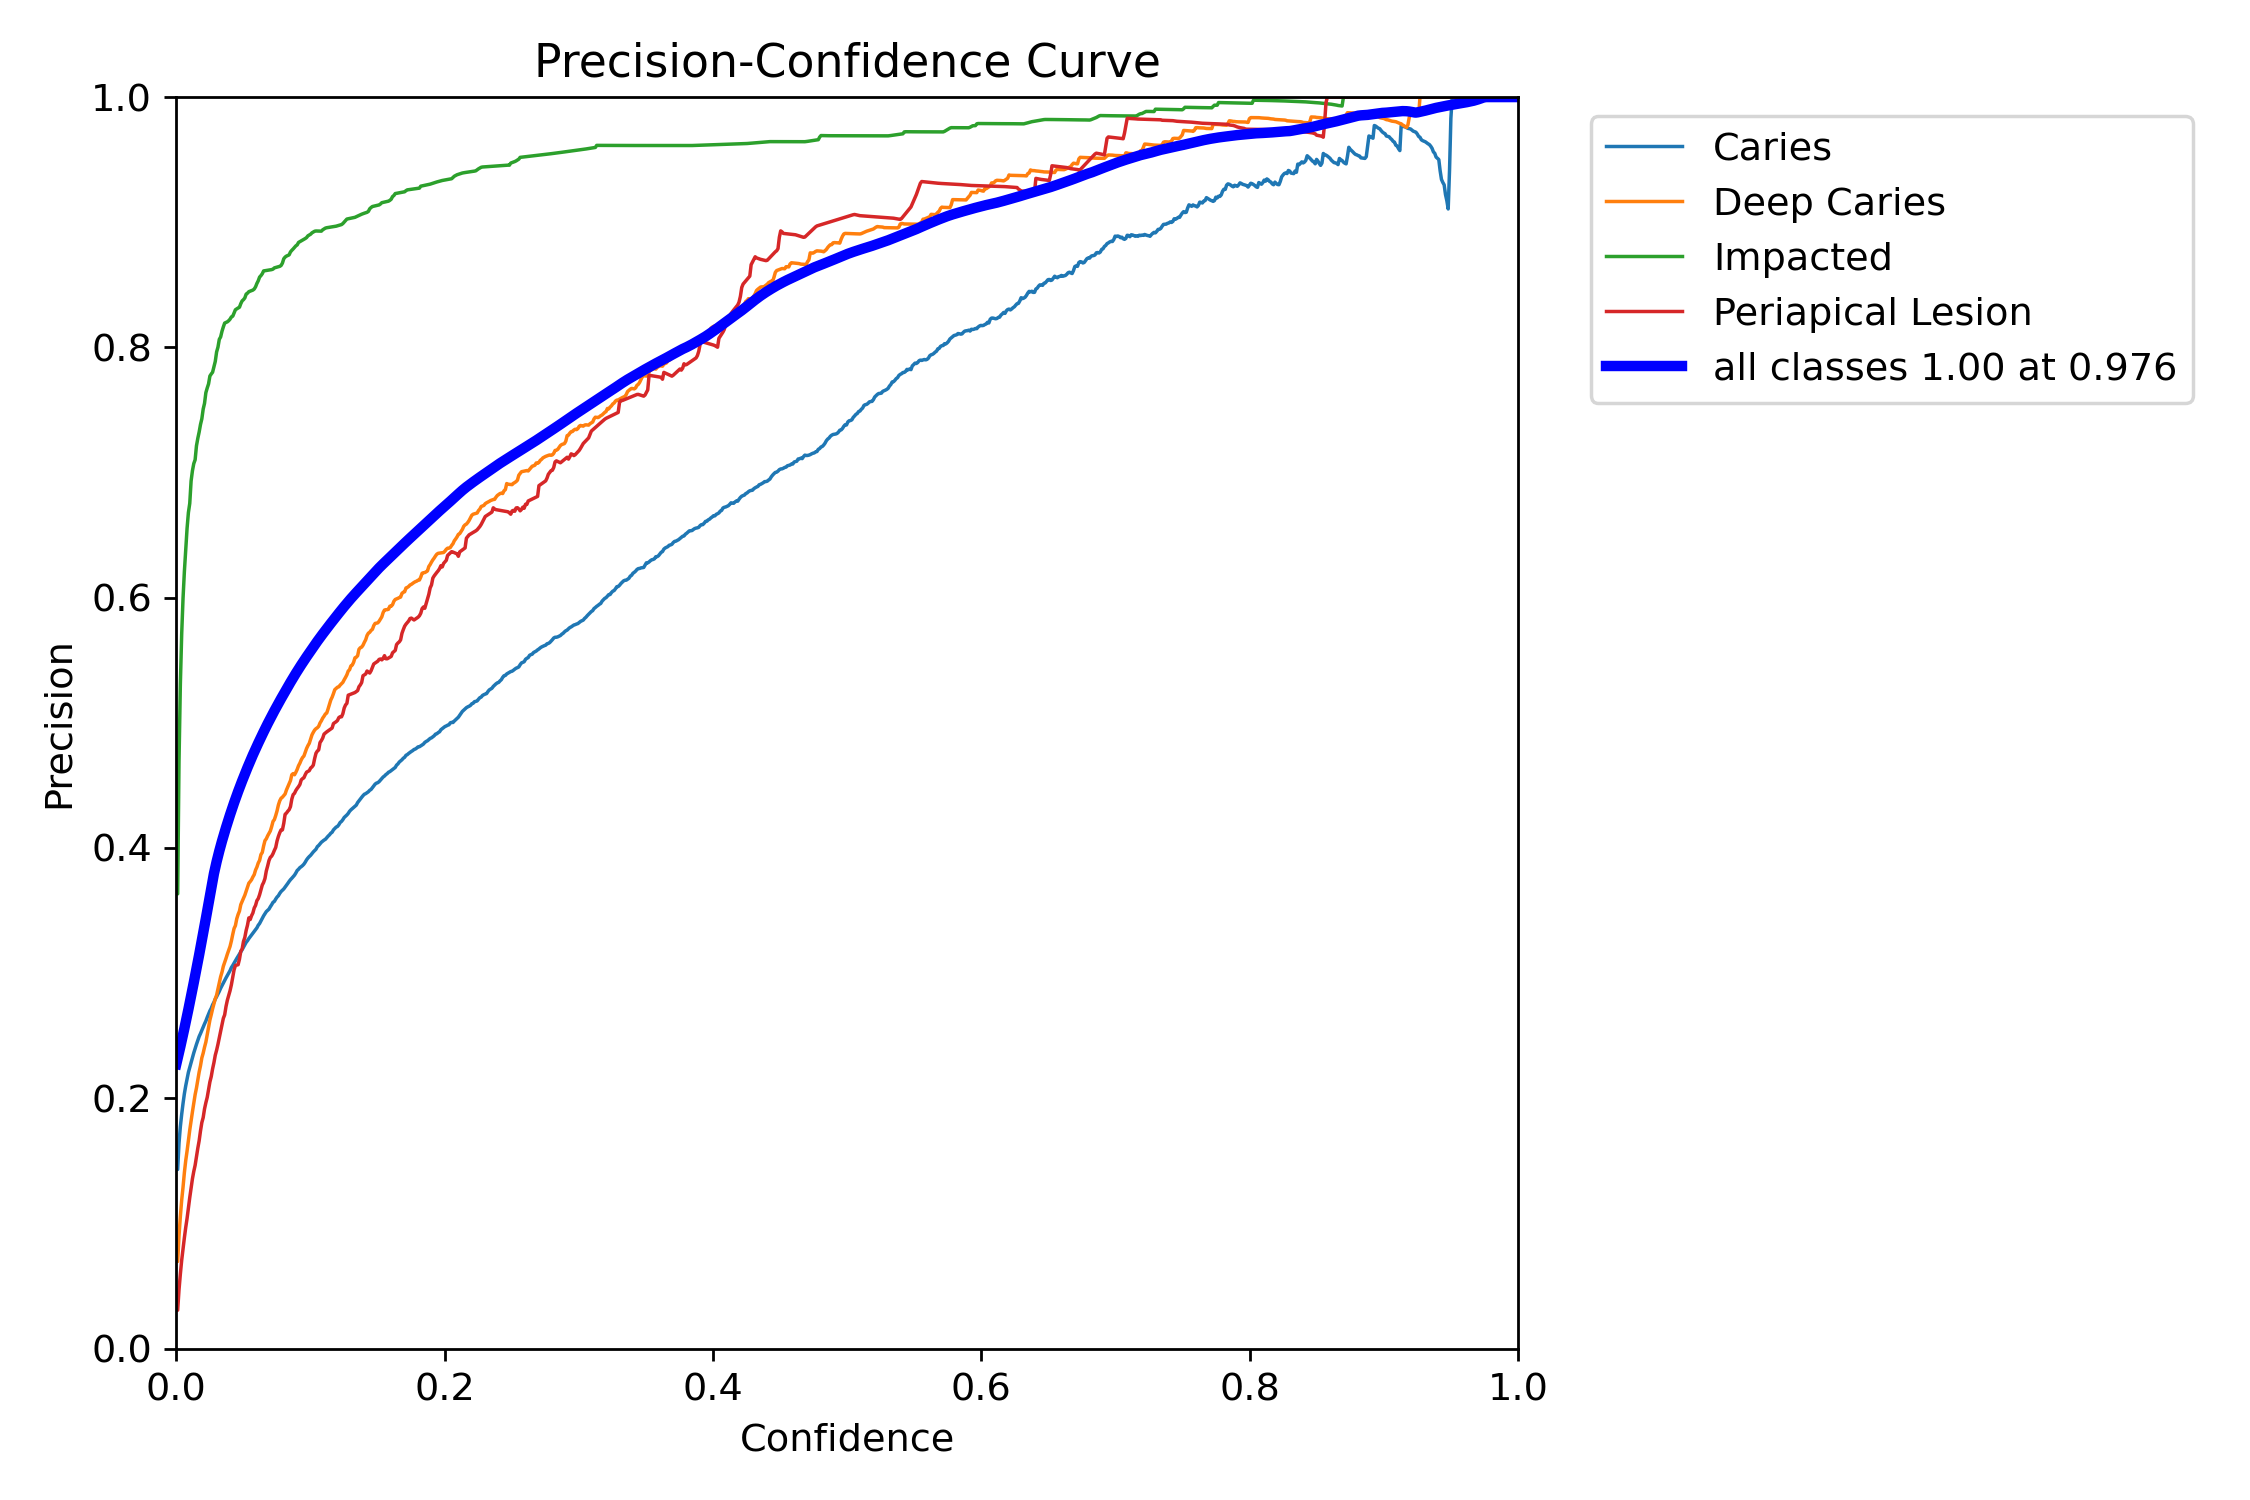 Precision-Confidence Curve
1.0
0.8
0.6
0.4
0.2
0.0
Precision
0.0 0.2 0.4 0.6 0.8 1.0
Confidence
Caries
Deep Caries
Impacted
Periapical Lesion
all classes 1.00 at 0.976